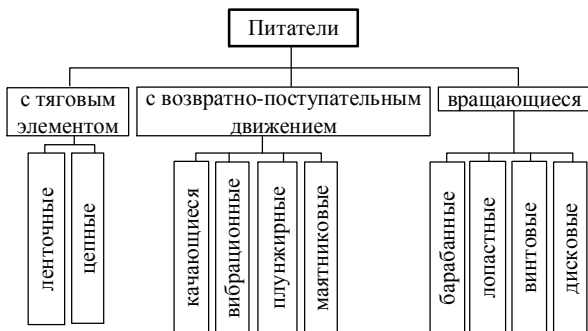 Питатели
с тяговым
элементом
с возвратно-поступательным
движением
вращающиеся
ленточные
цепные
качающиеся
вибрационные
плунжирные
маятниковые
барабанные
лопастные
винтовые
дисковые